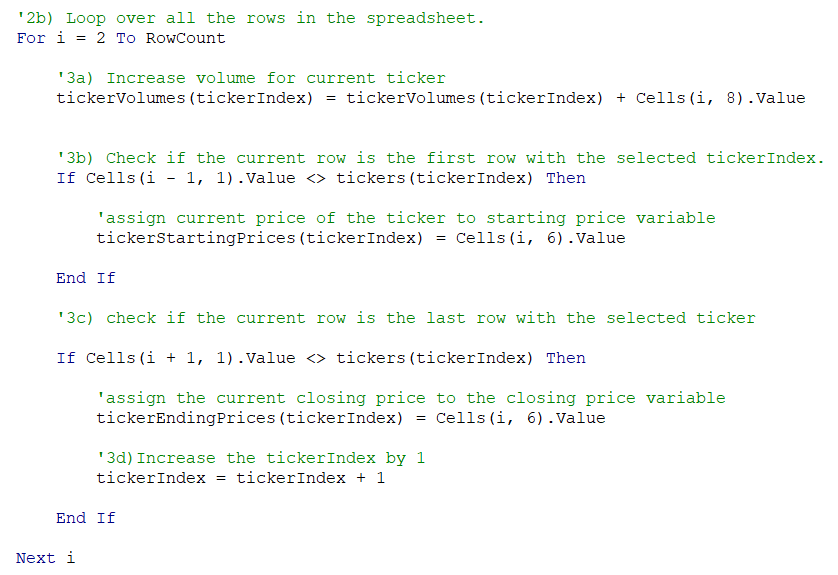 '2b) Loop over all the rows in the spreadsheet.
For i = 2 To RowCount
'3a) Increase volume for current ticker
tickerVolumes(tickerIndex) = tickerVolumes(tickerIndex) + Cells(i, 8).Value
'3b) Check if the current row is the first row with the selected tickerIndex.
If Cells(i - 1, 1).Value <> tickers(tickerIndex) Then
'assign current price of the ticker to starting price variable
tickerStartingPrices(tickerIndex) = Cells(i, 6).Value
End If
'3c) check if the current row is the last row with the selected ticker
If Cells(i + 1, 1).Value <> tickers(tickerIndex) Then
'assign the current closing price to the closing price variable
tickerEndingPrices(tickerIndex) = Cells(i, 6).Value
'3d)Increase the tickerIndex by 1
tickerIndex = tickerIndex + 1
End If
Next i